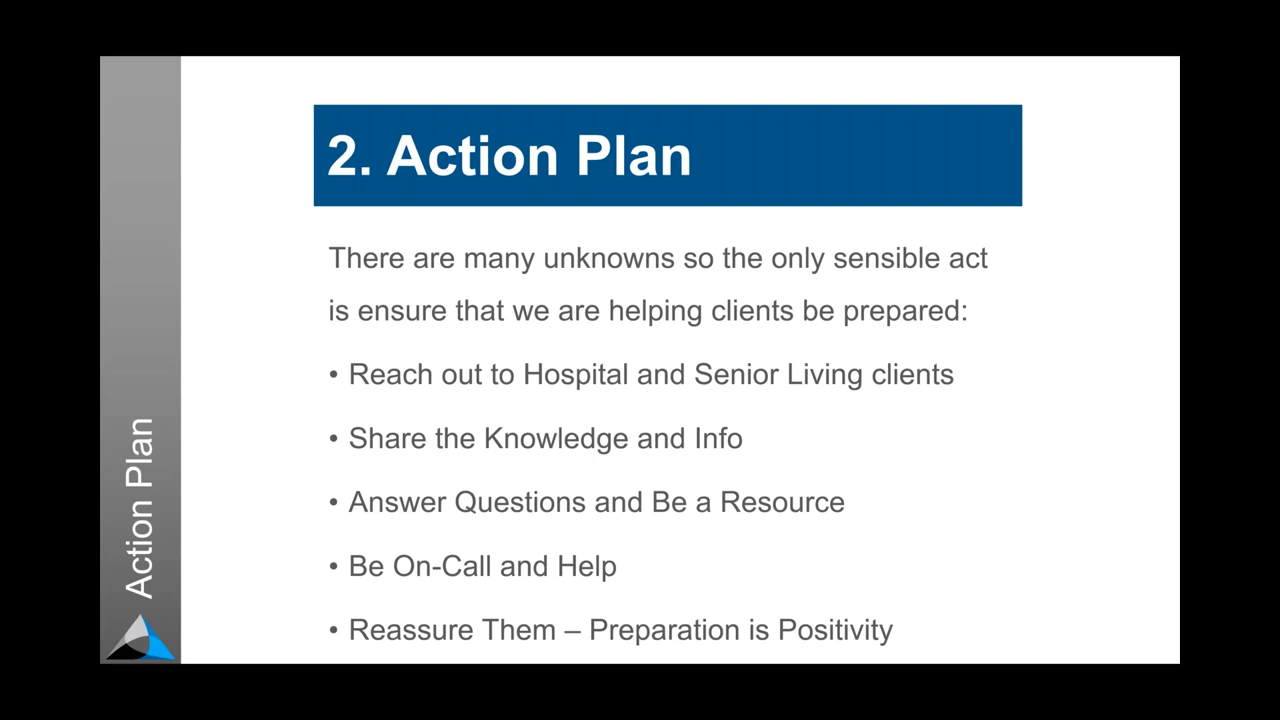 2. Action Plan
There are many unknowns so the only sensible act
is ensure that we are helping clients be prepared:
• Reach out to Hospital and Senior Living clients
• Share the Knowledge and Info
• Answer Questions and Be a Resource
• Be On-Call and Help
• Reassure Them – Preparation is Positivity
Action Plan